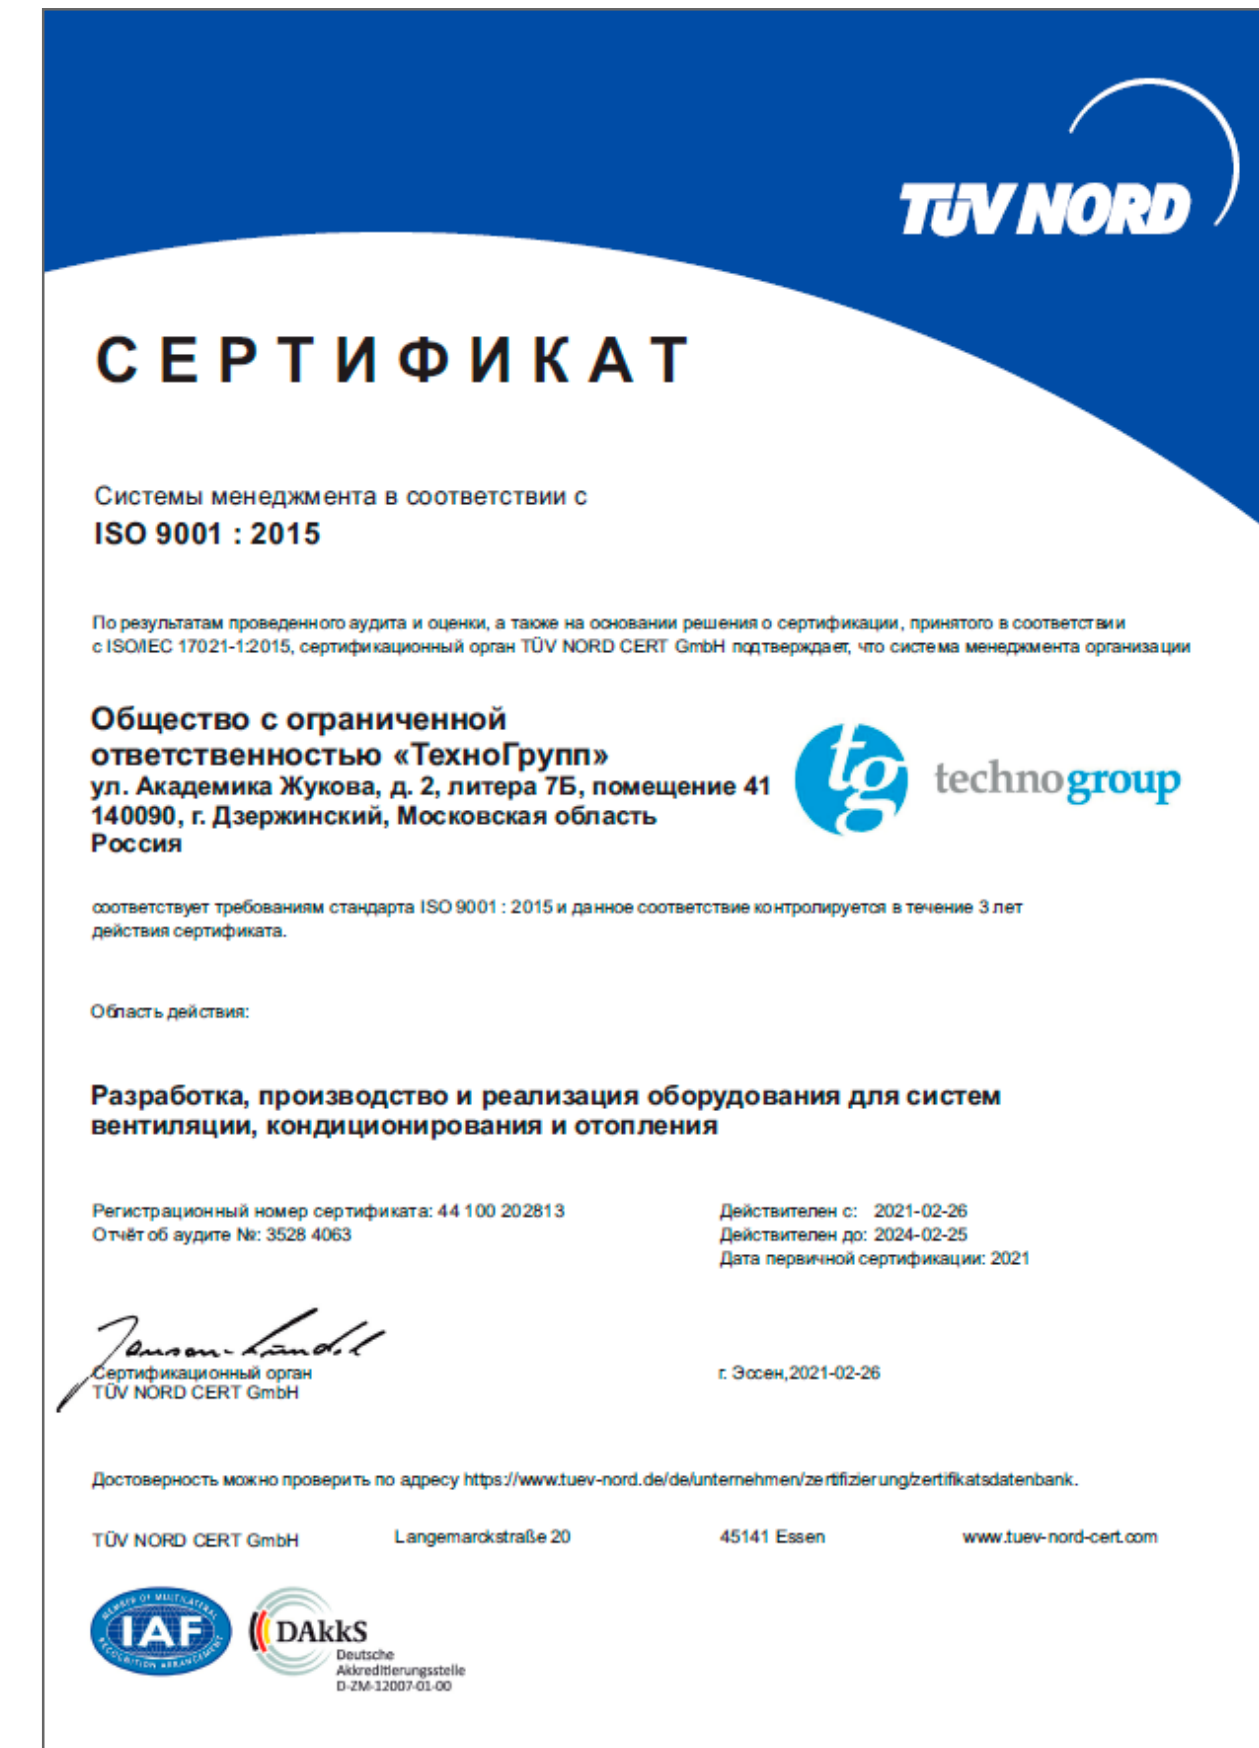 TÜV NORD
СЕРТИФИКАТ
Системы менеджмента в соответствии с
ISO 9001 : 2015
По результатам проведенного аудита и оценки, а также на основании решения о сертификации, принятого в соответствии
с ISO/IEC 17021-1:2015, сертификационный орган TÜV NORD CERT GmbH подтверждает, что система менеджмента организации
Общество с ограниченной
ответственностью «ТехноГрупп»
ул. Академика Жукова, д. 2, литера 7Б, помещение 41
140090, г. Дзержинский, Московская область
Россия
tg technogroup
соответствует требованиям стандарта ISO 9001 : 2015 и данное соответствие контролируется в течение 3 лет
действия сертификата.
Область действия:
Разработка, производство и реализация оборудования для систем
вентиляции, кондиционирования и отопления
Регистрационный номер сертификата: 44 100 202813
Отчёт об аудите №: 3528 4063
Действителен с: 2021-02-26
Действителен до: 2024-02-25
Дата первичной сертификации: 2021
Сертификационный орган
TÜV NORD CERT GmbH
г. Эссен,2021-02-26
Достоверность можно проверить по адресу https://www.tuev-nord.de/de/unternehmen/zertifizierung/zertifikatsdatenbank.
TÜV NORD CERT GmbH Langemarckstraße 20 45141 Essen www.tuev-nord-cert.com
MEMBER OF MULTILATERAL
IAF
RECOGNITION ARRANGEMENT
DAkkS
Deutsche
Akkreditierungsstelle
D-ZM-12007-01-00